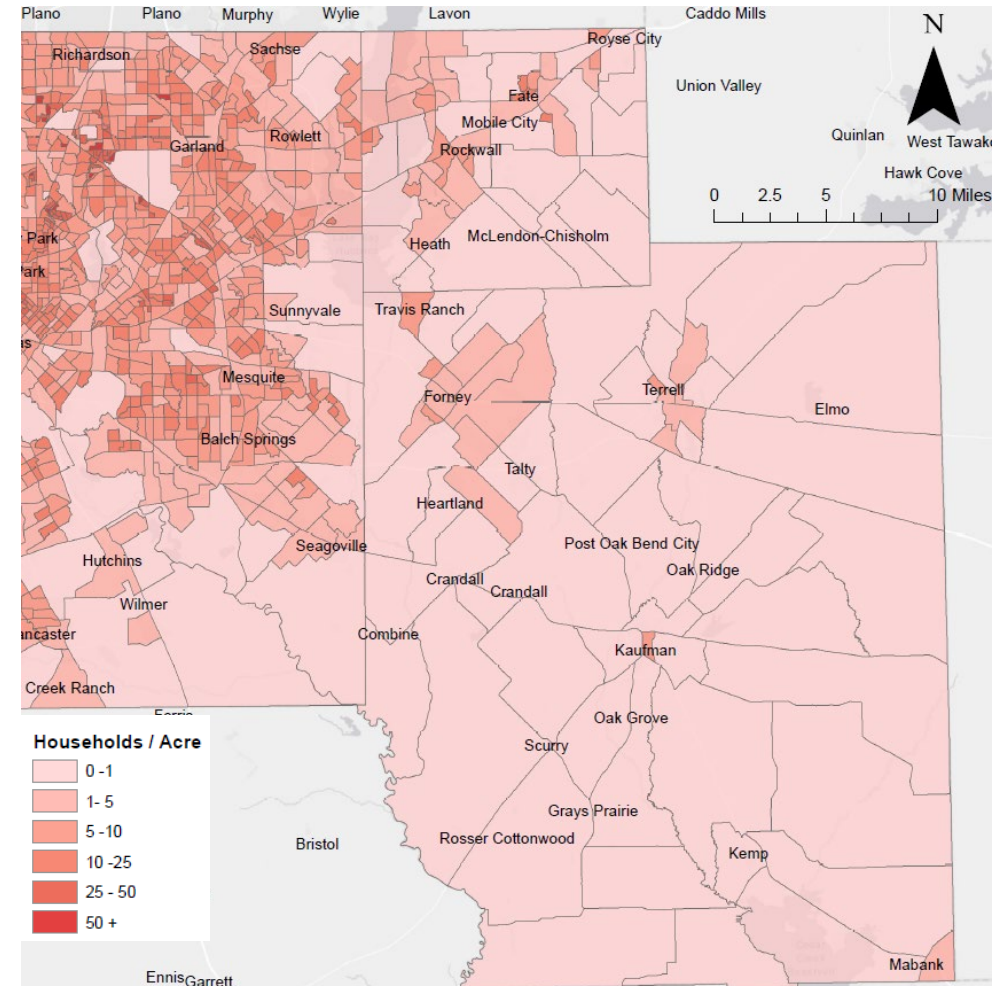 Plano
Plano
Murphy
Wylie
Lavon
Caddo Mills
N
Richardson
Sachse
Royse City
Union Valley
Fate
Mobile City
Garland
Rowlett
Rockwall
Quinlan
West Tawako
Hawk Cove
0 2.5 5 10 Miles
Park
Heath
McLendon-Chisholm
Park
Sunnyvale
Travis Ranch
as
Mesquite
Forney
Terrell
Elmo
Balch Springs
Talty
Heartland
Seagoville
Post Oak Bend City
Hutchins
Oak Ridge
Crandall
Crandall
Wilmer
ancaster
Combine
Kaufman
Creek Ranch
Ferris
Oak Grove
Scurry
Households / Acre
0 -1
1- 5
5 -10
10 -25
25 - 50
50 +
Grays Prairie
Bristol
Rosser Cottonwood
Kemp
Mabank
Ennis
Garrett